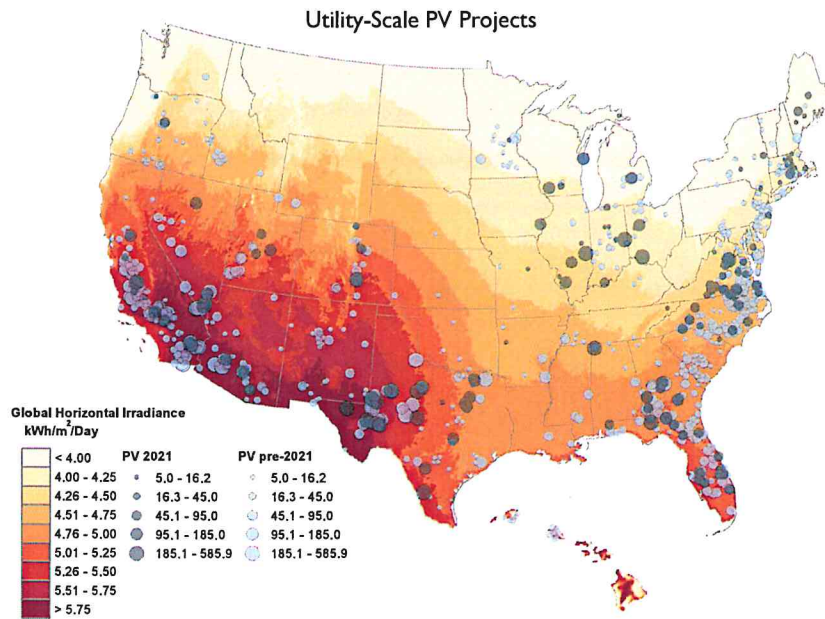 Utility-Scale PV Projects
Global Horizontal Irradiance
kWh/m²/Day
< 4.00
4.00 - 4.25
4.26 - 4.50
4.51 - 4.75
4.76 - 5.00
5.01 - 5.25
5.26 - 5.50
5.51 - 5.75
> 5.75
PV 2021
5.0 - 16.2
16.3 - 45.0
45.1 - 95.0
95.1 - 185.0
185.1 - 585.9
PV pre-2021
5.0 - 16.2
16.3 - 45.0
45.1 - 95.0
95.1 - 185.0
185.1 - 585.9